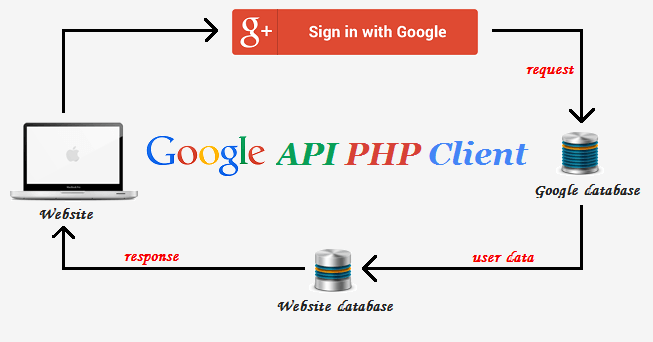 g+ Sign in with Google
request
Google API PHP Client
Website
Google database
response
user data
Website database